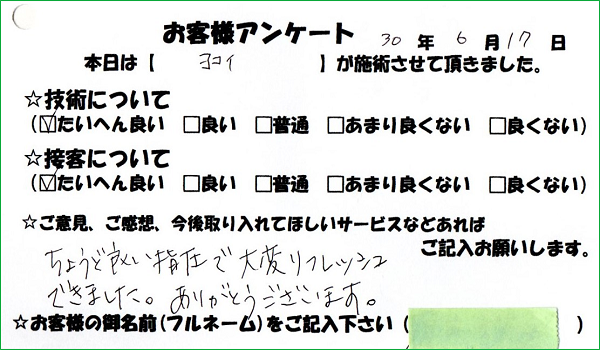 お客様アンケート 30年6月17日
本日は【 ヨコイ 】が施術させて頂きました。
☆技術について
(☑たいへん良い □良い □普通 □あまり良くない □良くない)
☆接客について
(☑たいへん良い □良い □普通 □あまり良くない □良くない)
☆ご意見、ご感想、今後取り入れてほしいサービスなどあれば
ご記入お願いします。
ちょうど良い指圧で大変リフレッシュ
できました。ありがとうございます。
☆お客様の御名前(フルネーム)をご記入下さい( )